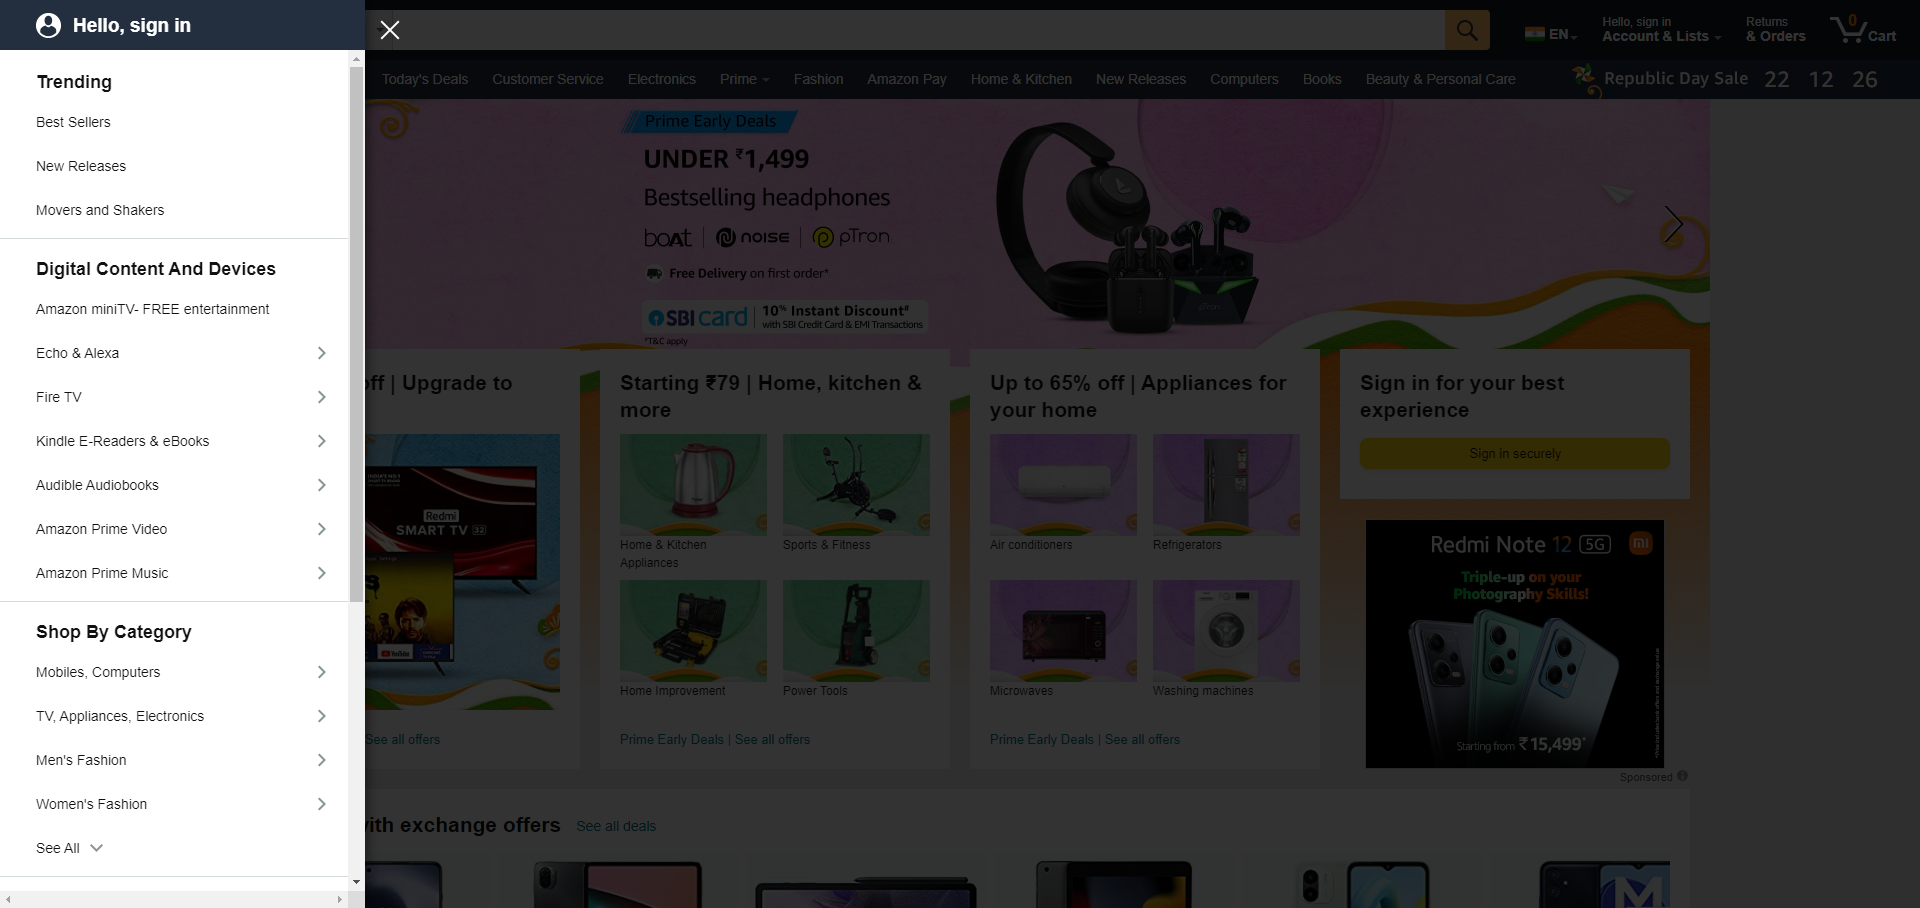 Hello, sign in
Trending
Best Sellers
New Releases
Movers and Shakers
Digital Content And Devices
Amazon miniTV- FREE entertainment
Echo & Alexa
Fire TV
Kindle E-Readers & eBooks
Audible Audiobooks
Amazon Prime Video
Amazon Prime Music
Shop By Category
Mobiles, Computers
TV, Appliances, Electronics
Men's Fashion
Women's Fashion
See All
EN
Hello, sign in
Account & Lists
Returns
& Orders
0
Cart
Today's Deals Customer Service Electronics Prime Fashion Amazon Pay Home & Kitchen New Releases Computers Books Beauty & Personal Care
Republic Day Sale 22 12 26
Prime Early Deals
UNDER ₹1,499
Bestselling headphones
boAt | noise | pTron
Free Delivery on first order*
SBI card
10% Instant Discount#
with SBI Credit Card & EMI Transactions
*T&C apply
off | Upgrade to
Redmi
SMART TV 32
YouTube
See all offers
Starting ₹79 | Home, kitchen &
more
Home & Kitchen
Appliances
Sports & Fitness
Home Improvement
Power Tools
Prime Early Deals | See all offers
Up to 65% off | Appliances for
your home
Air conditioners
Refrigerators
Microwaves
Washing machines
Prime Early Deals | See all offers
Sign in for your best
experience
Sign in securely
Redmi Note 12 5G
mi
Triple-up on your
Photography Skills!
Starting from ₹15,499*
Sponsored
with exchange offers See all deals